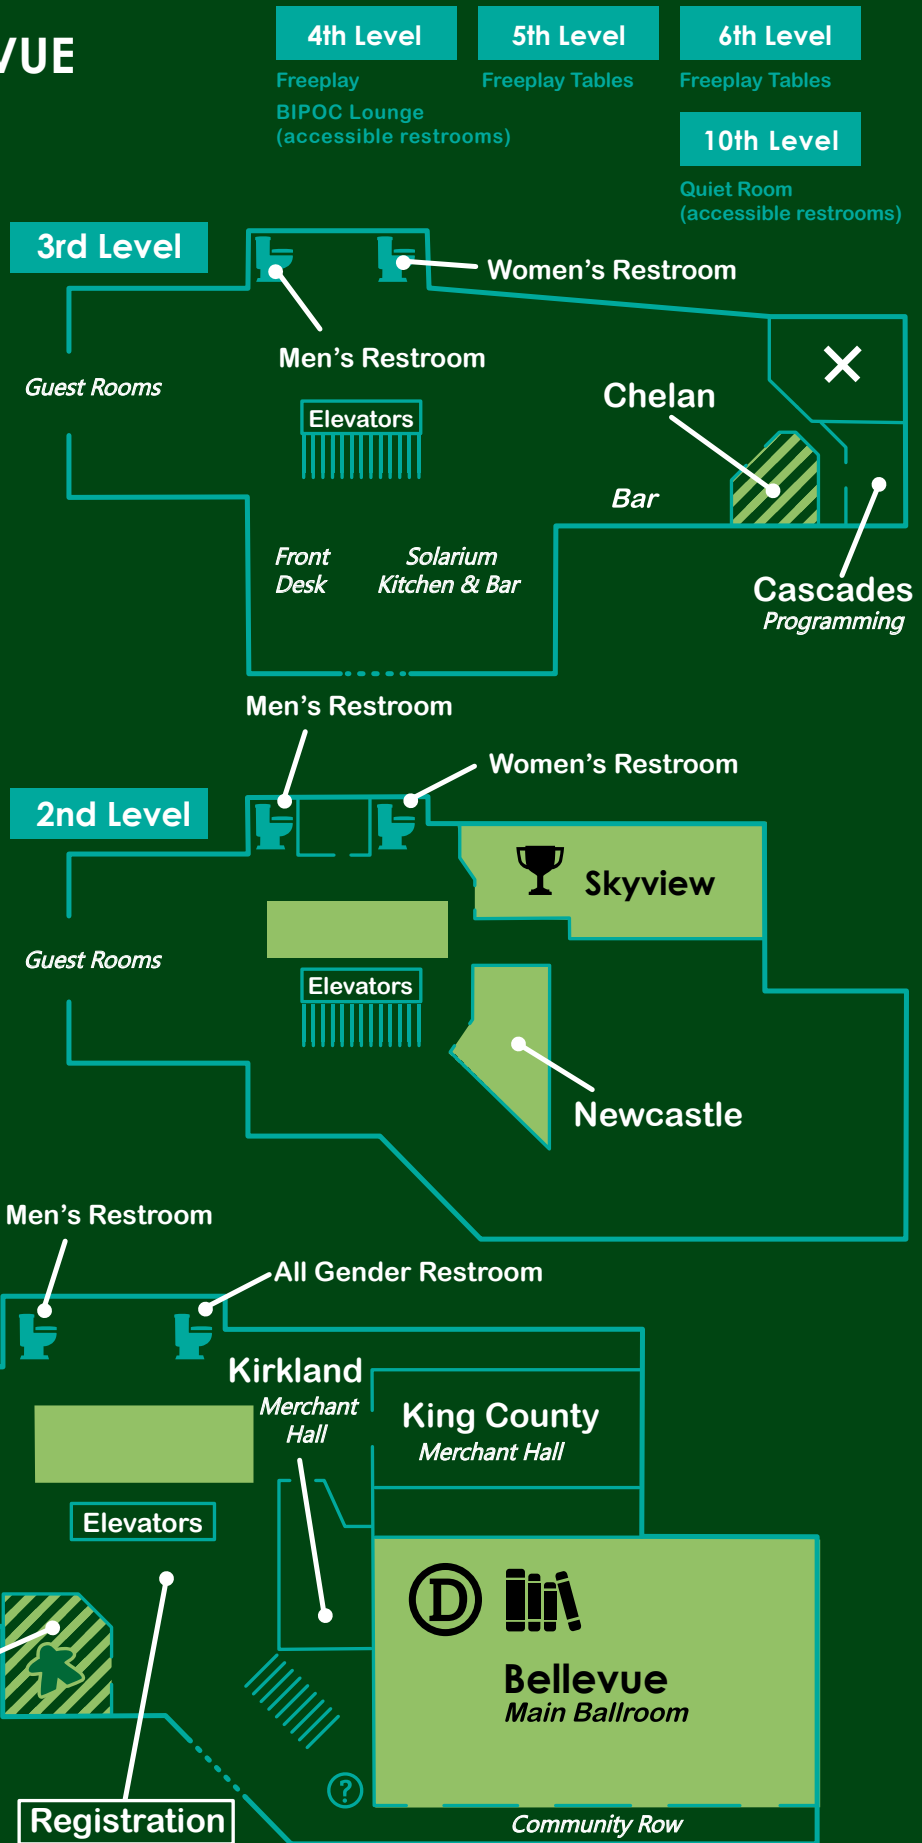 VUE
4th Level
5th Level
6th Level
Freeplay
Freeplay Tables
Freeplay Tables
BIPOC Lounge
(accessible restrooms)
10th Level
Quiet Room
(accessible restrooms)
3rd Level
Women's Restroom
Men's Restroom
Guest Rooms
Chelan
Elevators
Bar
Front
Desk
Solarium
Kitchen & Bar
Cascades
Programming
Men's Restroom
Women's Restroom
2nd Level
Skyview
Guest Rooms
Elevators
Newcastle
Men's Restroom
All Gender Restroom
Kirkland
Merchant
Hall
King County
Merchant Hall
Elevators
D
Bellevue
Main Ballroom
?
Registration
Community Row